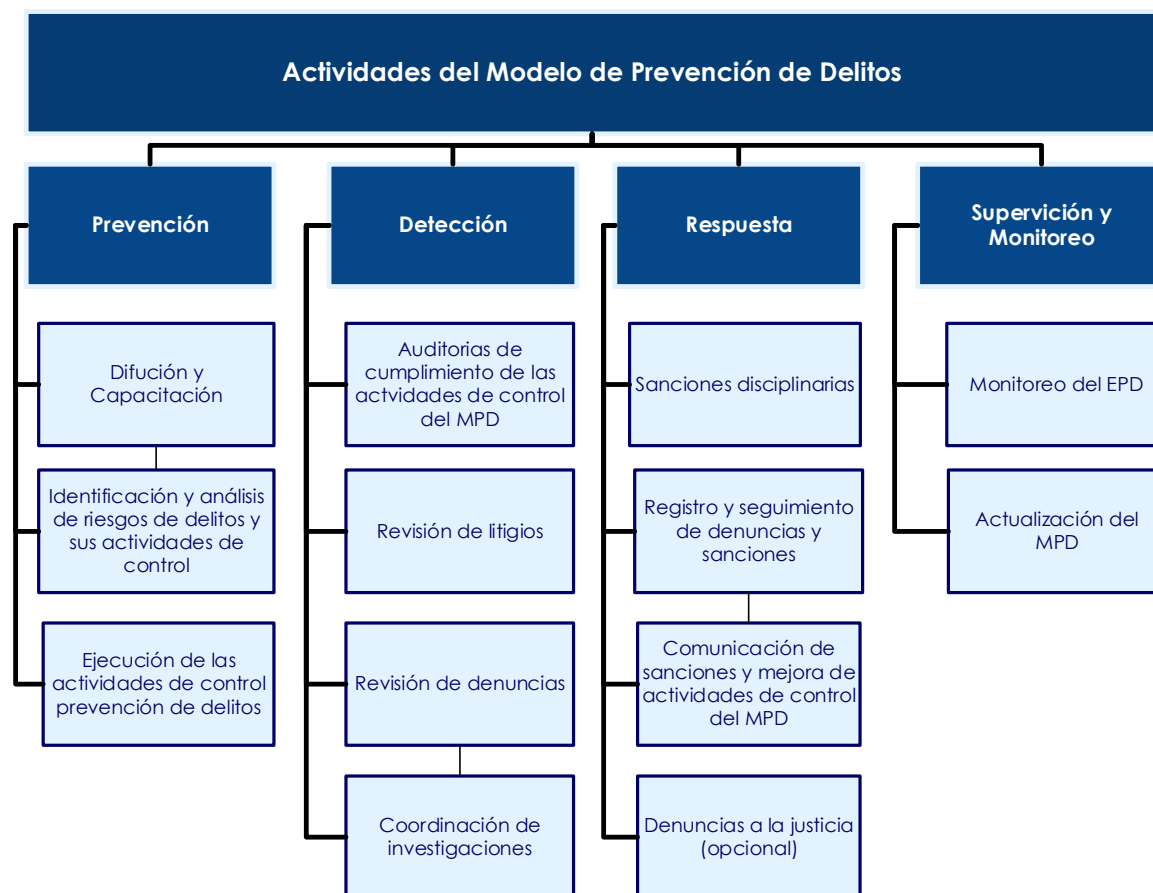 Actividades del Modelo de Prevención de Delitos
Prevención
Difución y
Capacitación
Identificación y análisis
de riesgos de delitos y
sus actividades de
control
Ejecución de las
actividades de control
prevención de delitos
Detección
Auditorias de
cumplimiento de las
actvidades de control
del MPD
Revisión de litigios
Revisión de denuncias
Coordinación de
investigaciones
Respuesta
Sanciones disciplinarias
Registro y seguimiento
de denuncias y
sanciones
Comunicación de
sanciones y mejora de
actividades de control
del MPD
Denuncias a la justicia
(opcional)
Supervición y
Monitoreo
Monitoreo del EPD
Actualización del
MPD